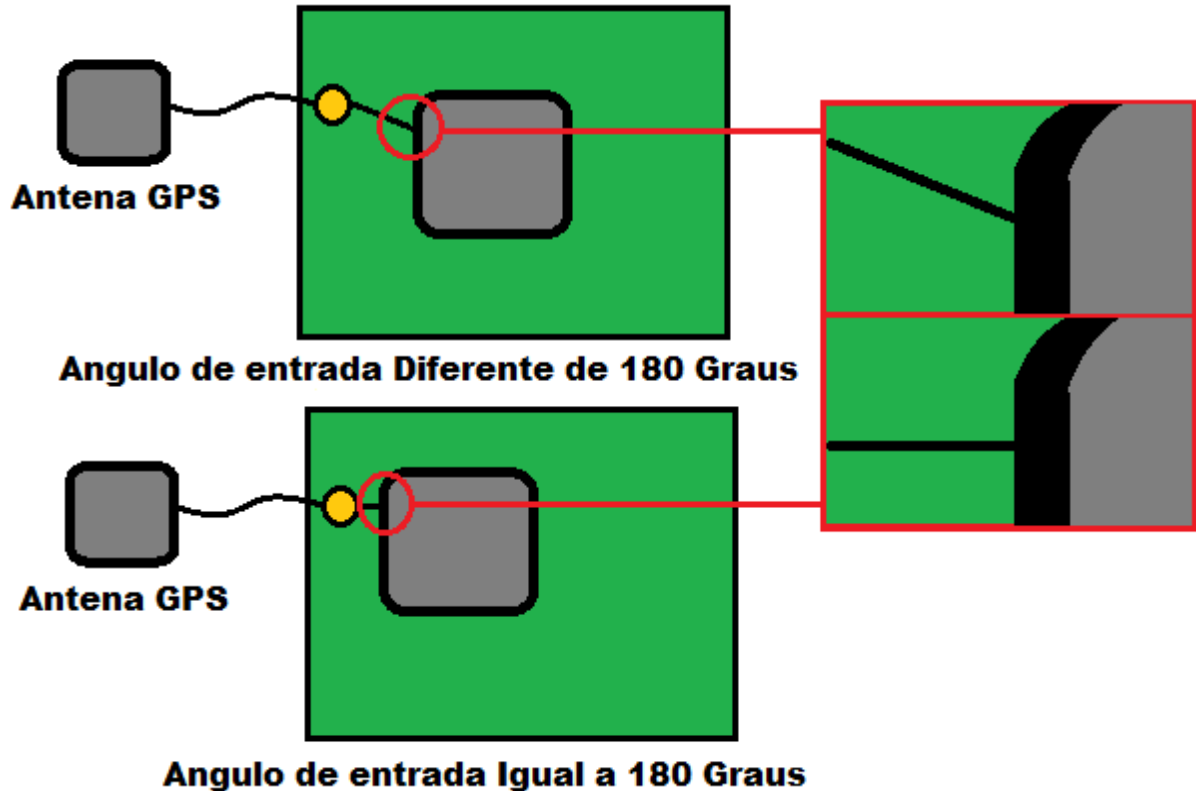 Antena GPS
Angulo de entrada Diferente de 180 Graus
Antena GPS
Angulo de entrada Igual a 180 Graus